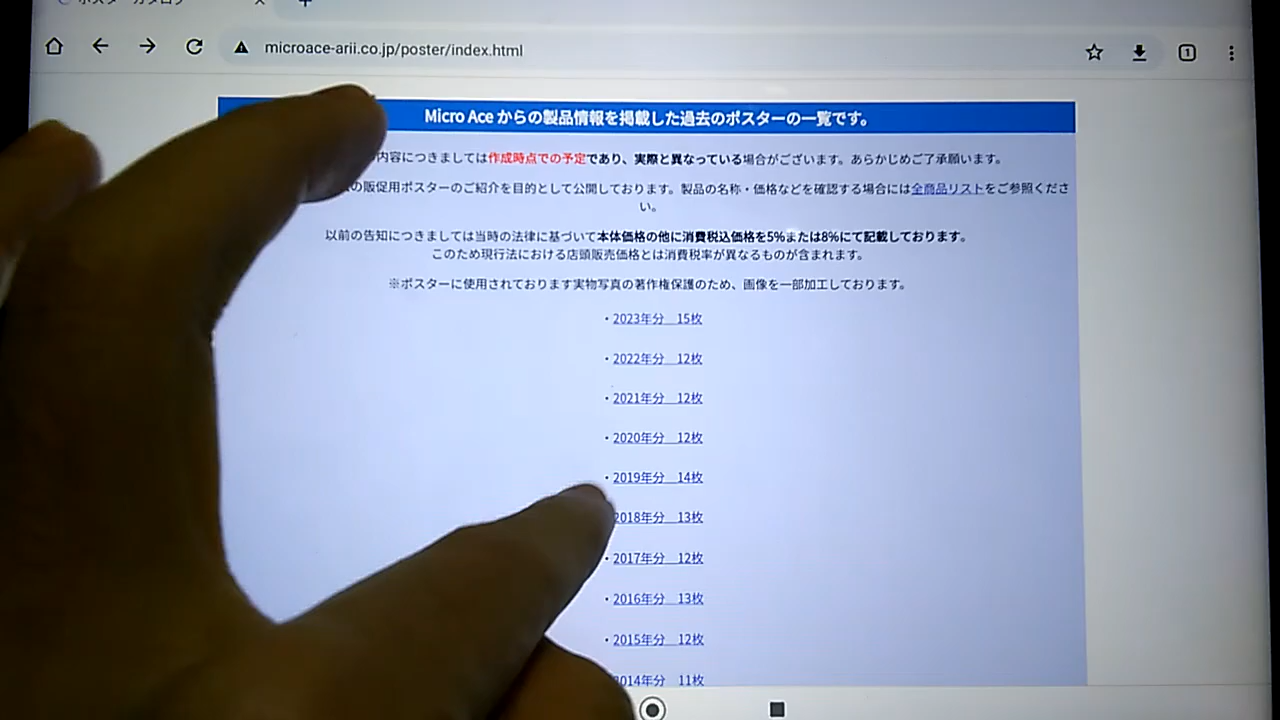 ポスターカタログ
microace-arii.co.jp/poster/index.html
1
Micro Ace からの製品情報を掲載した過去のポスターの一覧です。
内容につきましては作成時点での予定であり、実際と異なっている場合がございます。あらかじめご了承願います。
の販促用ポスターのご紹介を目的として公開しております。製品の名称・価格などを確認する場合には全商品リストをご参照くださ
い。
以前の告知につきましては当時の法律に基づいて本体価格の他に消費税込価格を5%または8%にて記載しております。
このため現行法における店頭販売価格とは消費税率が異なるものが含まれます。
※ポスターに使用されております実物写真の著作権保護のため、画像を一部加工しております。
・2023年分 15枚
・2022年分 12枚
・2021年分 12枚
・2020年分 12枚
・2019年分 14枚
2018年分 13枚
・2017年分 12枚
・2016年分 13枚
・2015年分 12枚
2014年分 11枚